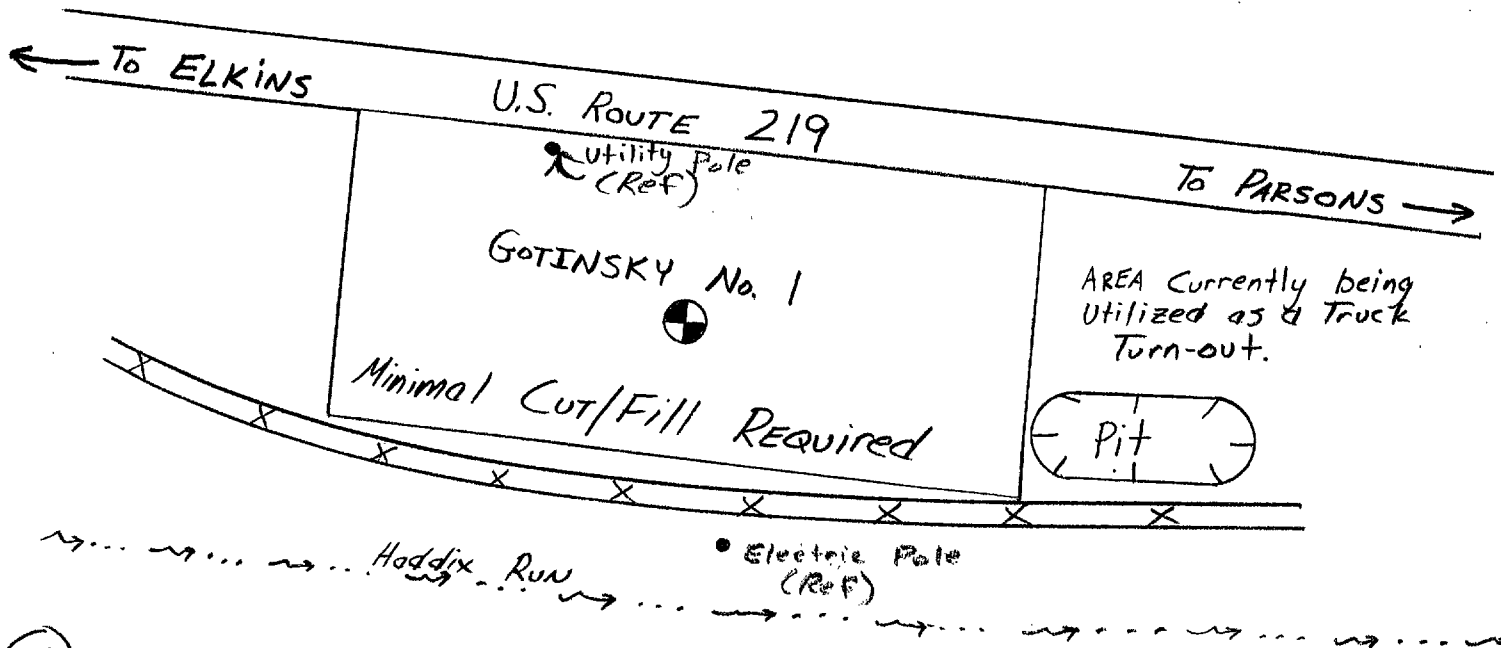 To ELKINS
U.S. ROUTE 219
Utility Pole
(Ref)
To PARSONS
GOTINSKY No. 1
AREA Currently being
Utilized as a Truck
Turn-out.
Minimal CUT/Fill REQUIRED
Pit
Haddix RUN
Electric Pole
(Ref)